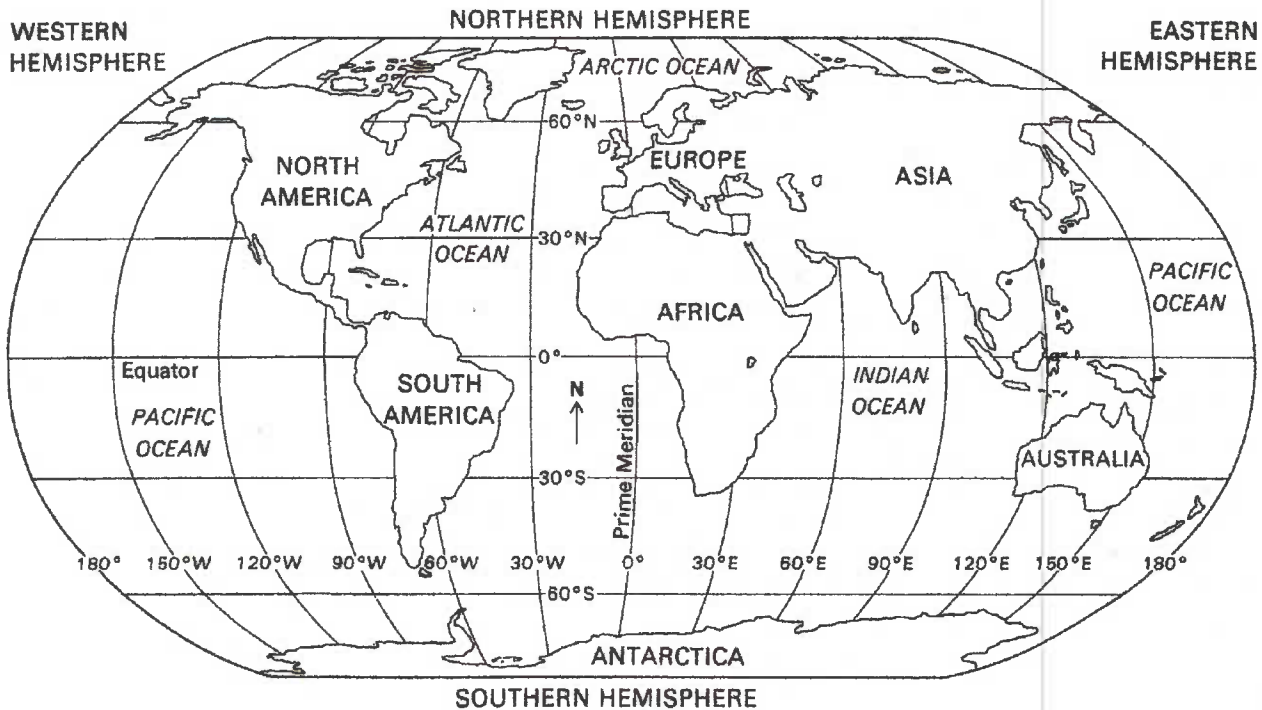 NORTHERN HEMISPHERE
WESTERN
HEMISPHERE
EASTERN
HEMISPHERE
ARCTIC OCEAN
60°N
NORTH
AMERICA
EUROPE
ASIA
ATLANTIC
OCEAN
30°N
PACIFIC
OCEAN
AFRICA
0°
Equator
SOUTH
AMERICA
N
INDIAN
OCEAN
PACIFIC
OCEAN
Prime Meridian
AUSTRALIA
30°S
180° 150°W 120°W 90°W 60°W 30°W 0° 30°E 60°E 90°E 120°E 150°E 180°
60°S
ANTARCTICA
SOUTHERN HEMISPHERE